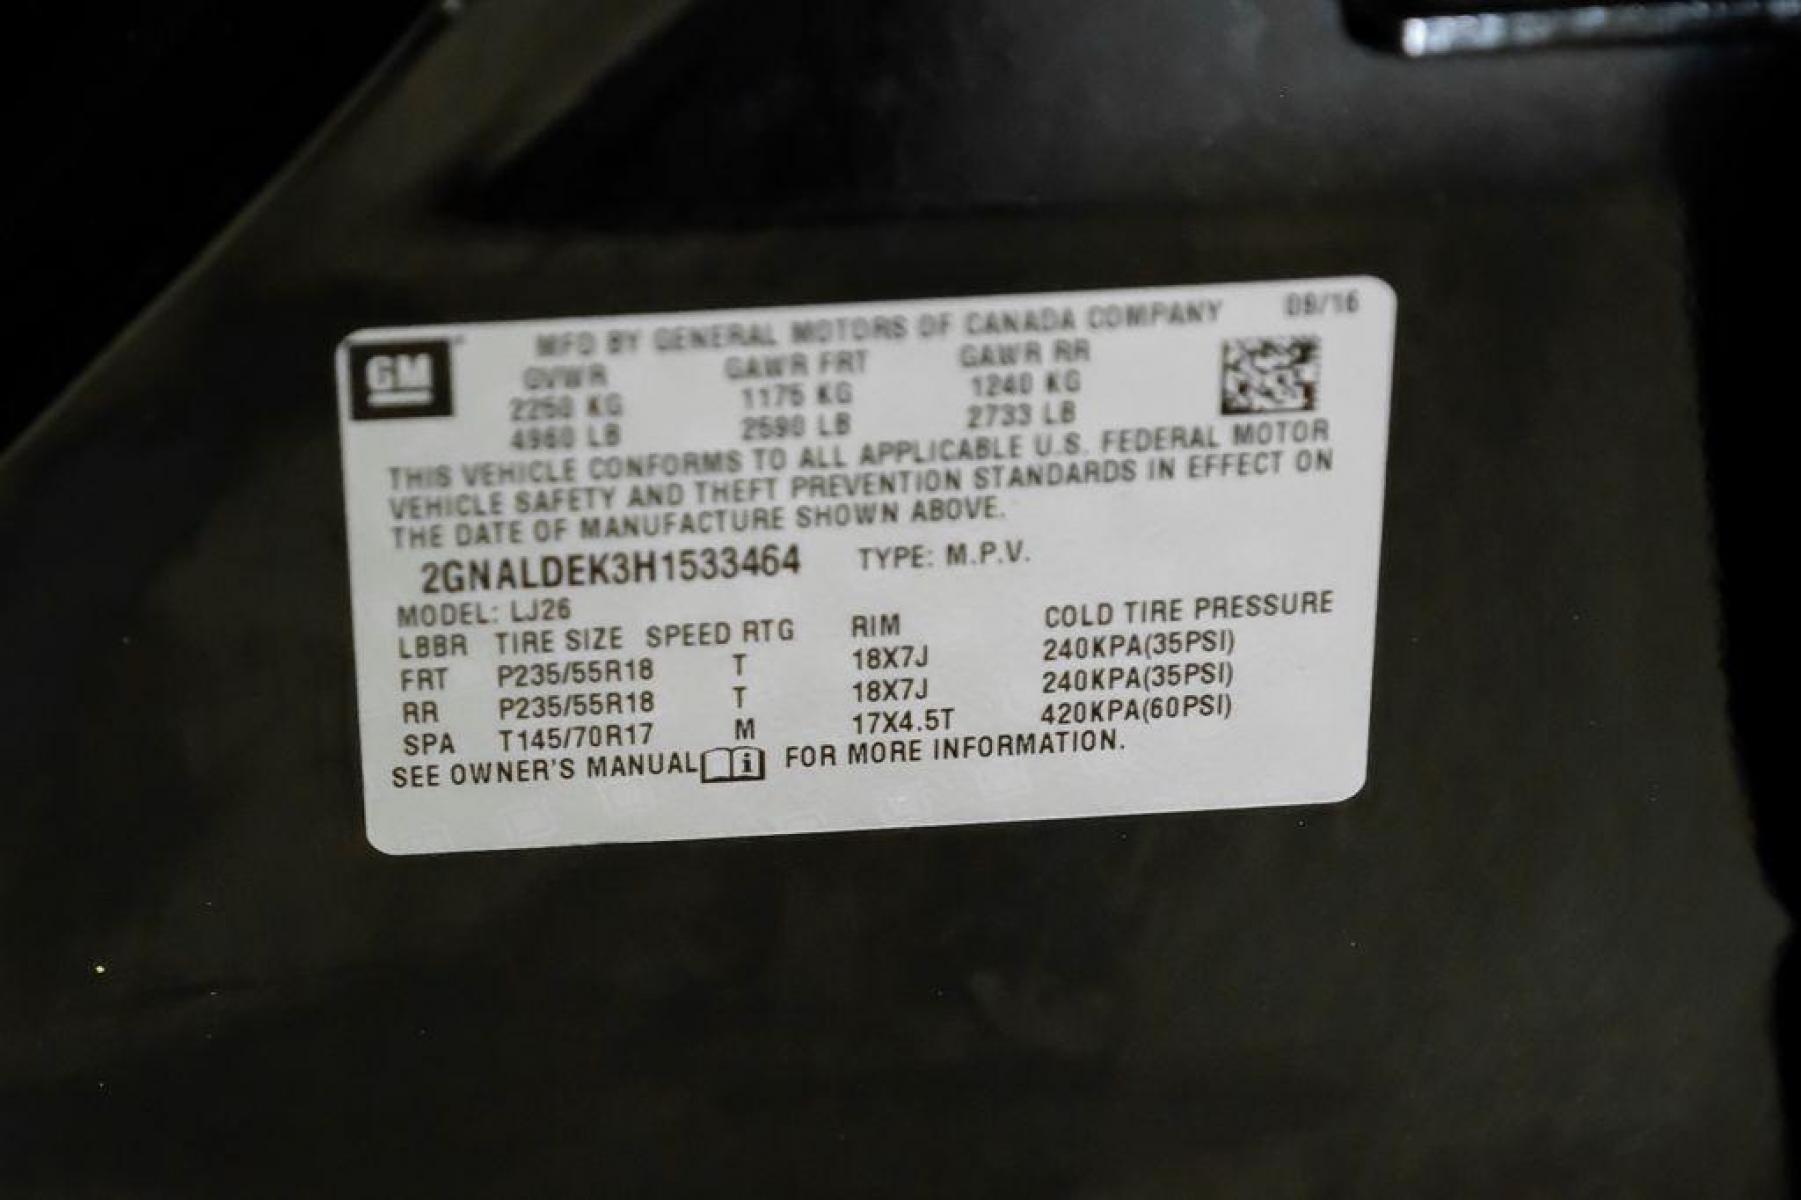 MFD BY GENERAL MOTORS OF CANADA COMPANY 09/16
GM
GVWR GAWR FRT GAWR RR
2250 KG 1175 KG 1240 KG
4960 LB 2590 LB 2733 LB
THIS VEHICLE CONFORMS TO ALL APPLICABLE U.S. FEDERAL MOTOR
VEHICLE SAFETY AND THEFT PREVENTION STANDARDS IN EFFECT ON
THE DATE OF MANUFACTURE SHOWN ABOVE.
2GNALDEK3H1533464 TYPE: M.P.V.
MODEL: LJ26
LBBR TIRE SIZE SPEED RTG RIM COLD TIRE PRESSURE
FRT P235/55R18 T 18X7J 240KPA(35PSI)
RR P235/55R18 T 18X7J 240KPA(35PSI)
SPA T145/70R17 M 17X4.5T 420KPA(60PSI)
SEE OWNER'S MANUAL i FOR MORE INFORMATION.